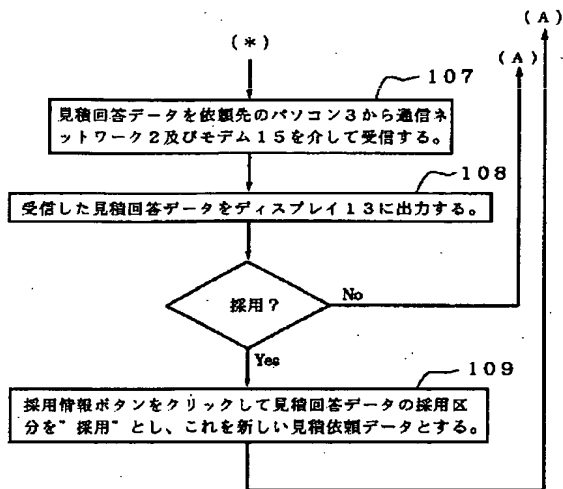 (A)
(*)
(A)
107
見積回答データを依頼先のパソコン3から通信ネ
ットワーク2及びモデム15を介して受信する。
108
受信した見積回答データをディスプレイ13に出力する。
採用?
No
Yes
109
採用情報ボタンをクリックして見積回答データの採用区
分を"採用"とし、これを新しい見積依頼データとする。